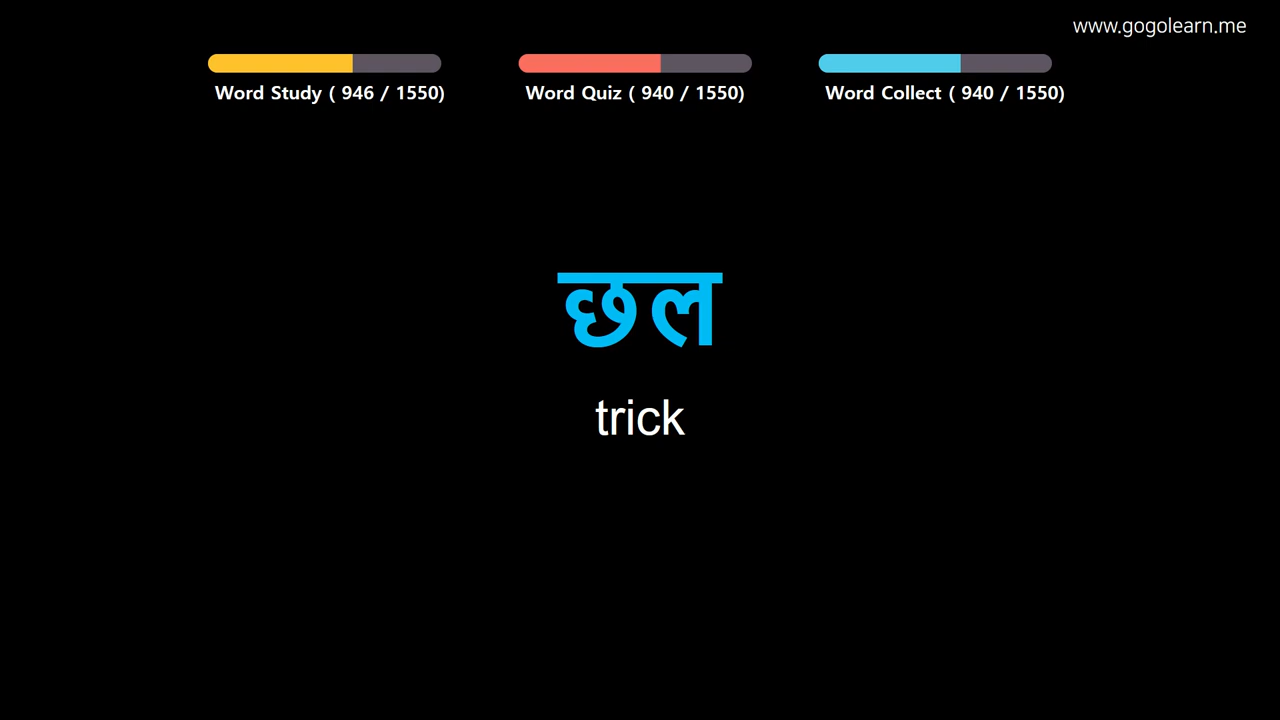 www.gogolearn.me
Word Study ( 946 / 1550)
Word Quiz ( 940 / 1550)
Word Collect ( 940 / 1550)
छल
trick